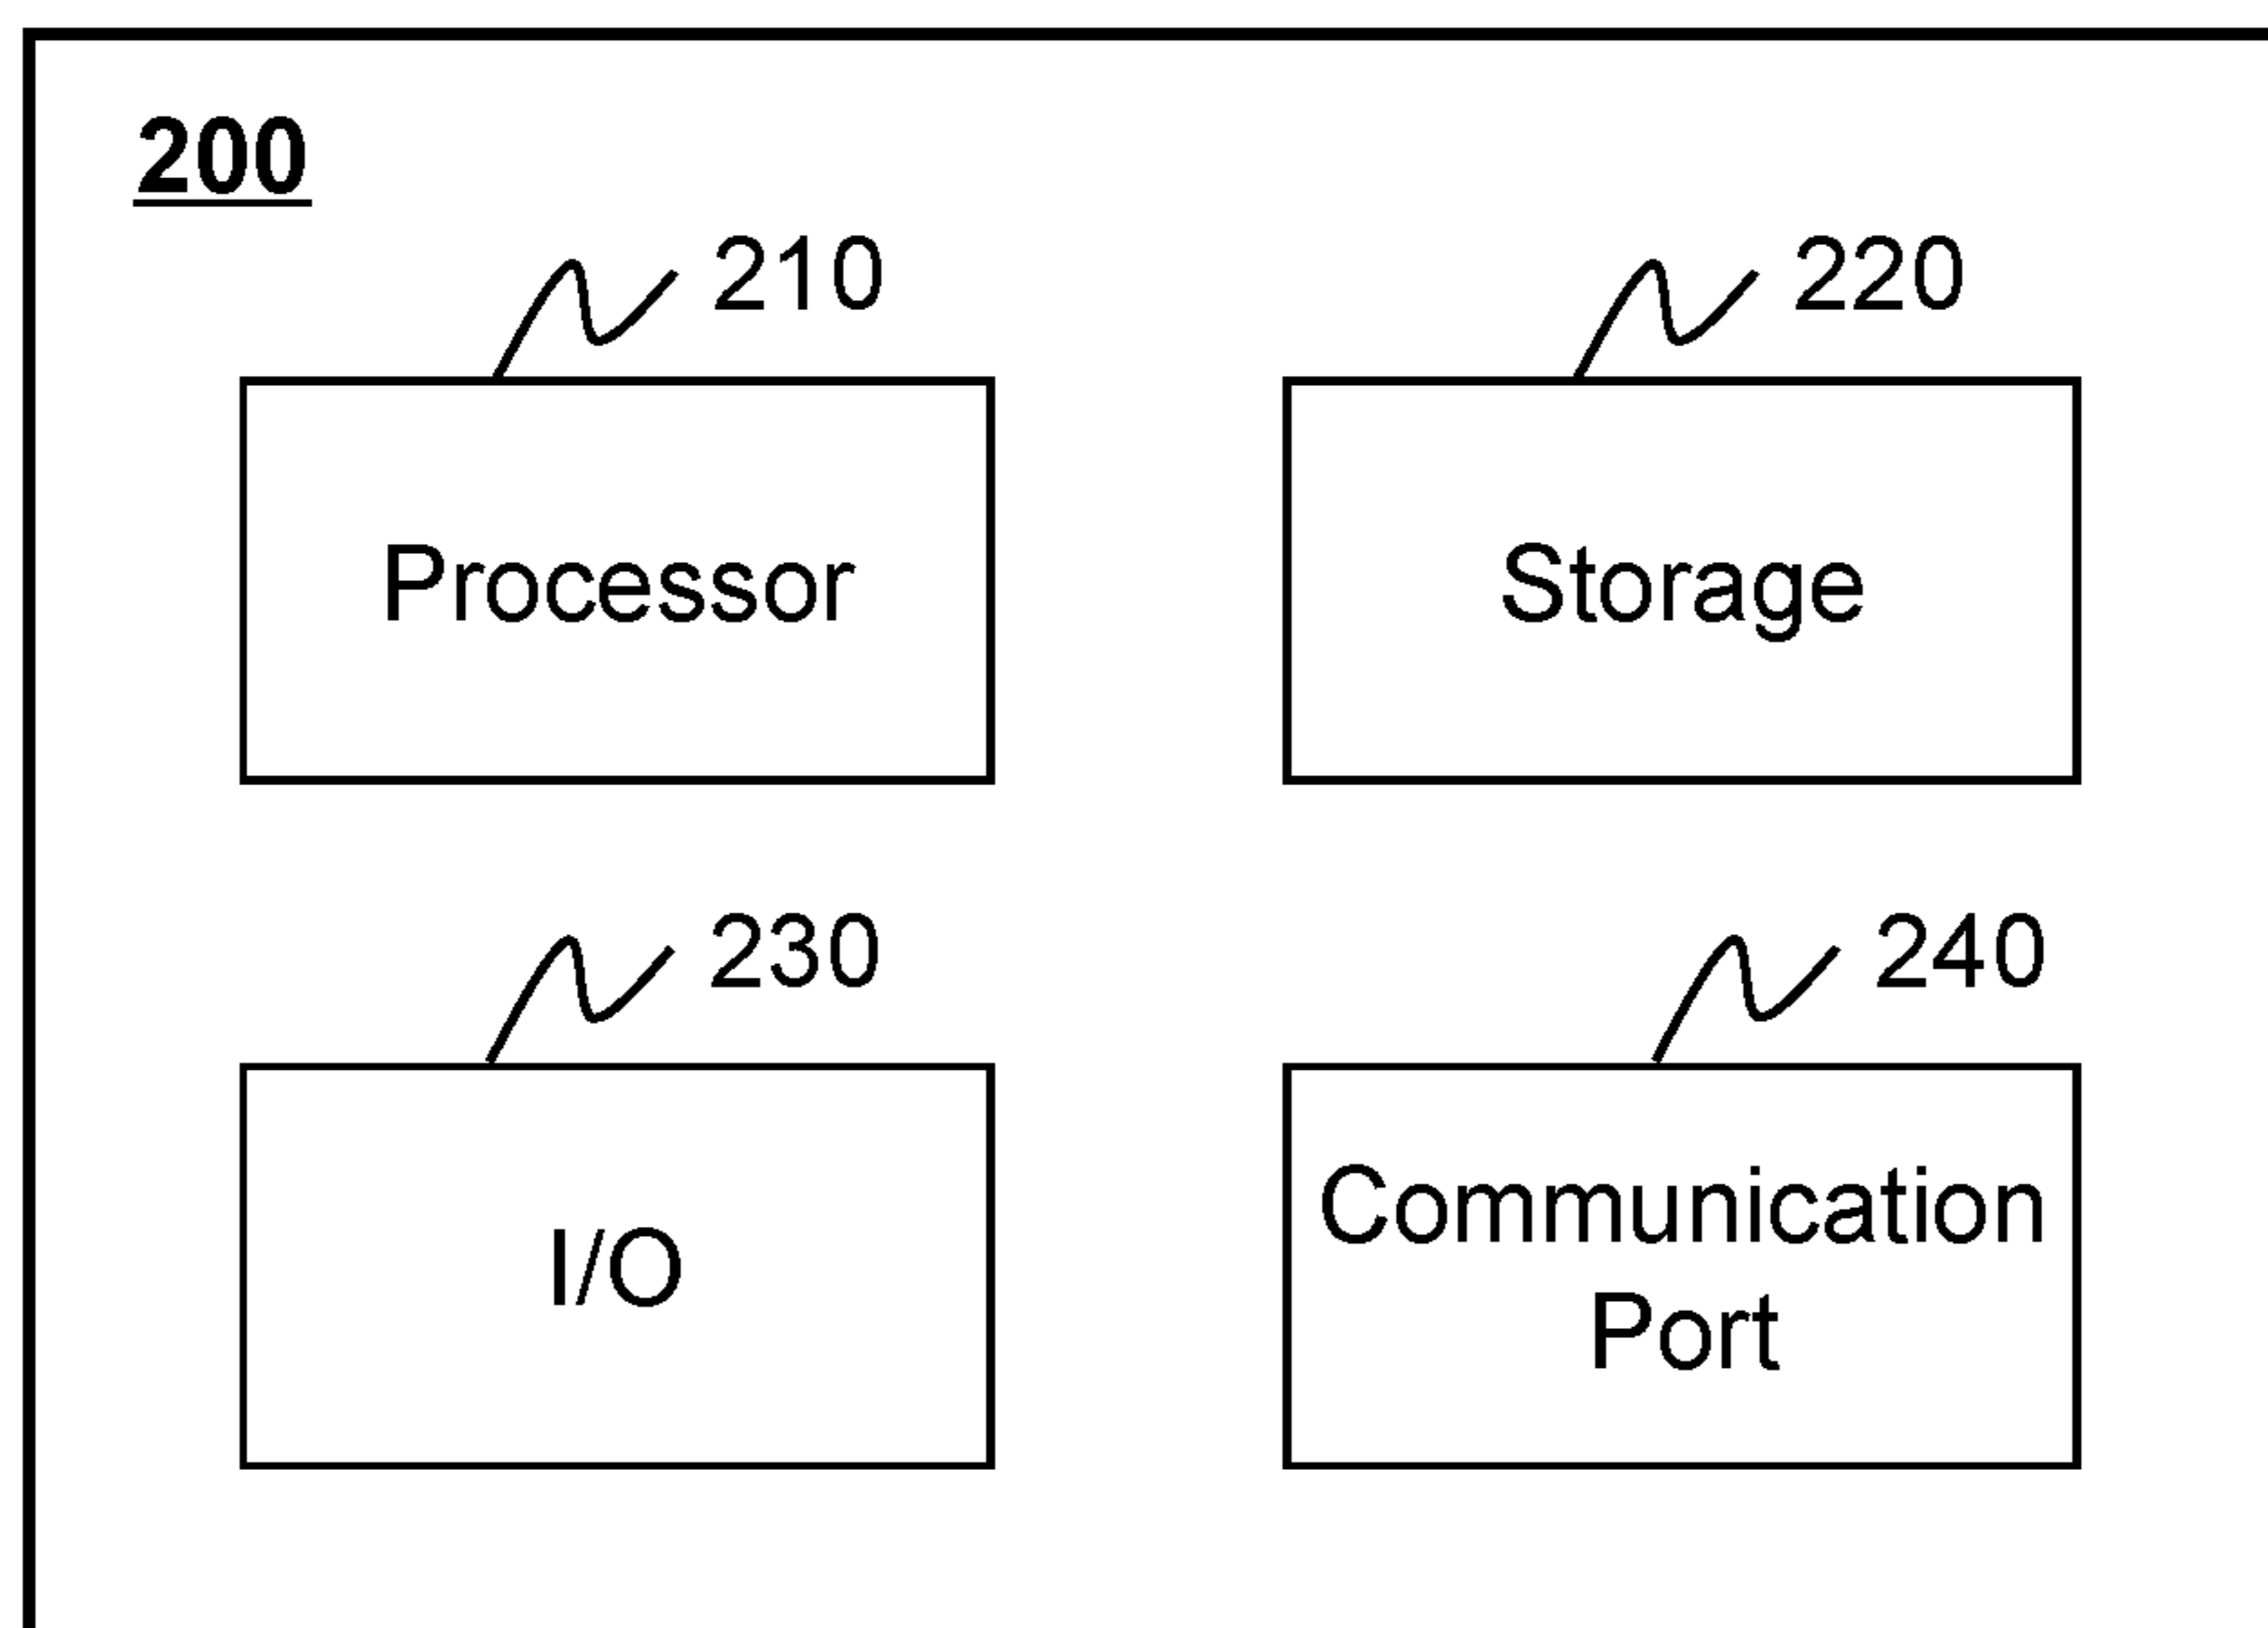 200
210
220
Processor
Storage
230
240
I/O
Communication
Port